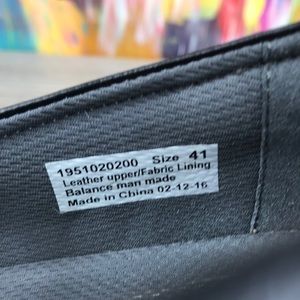 1951020200 Size 41
Leather upper/Fabric Lining
Balance man made
Made in China 02-12-16